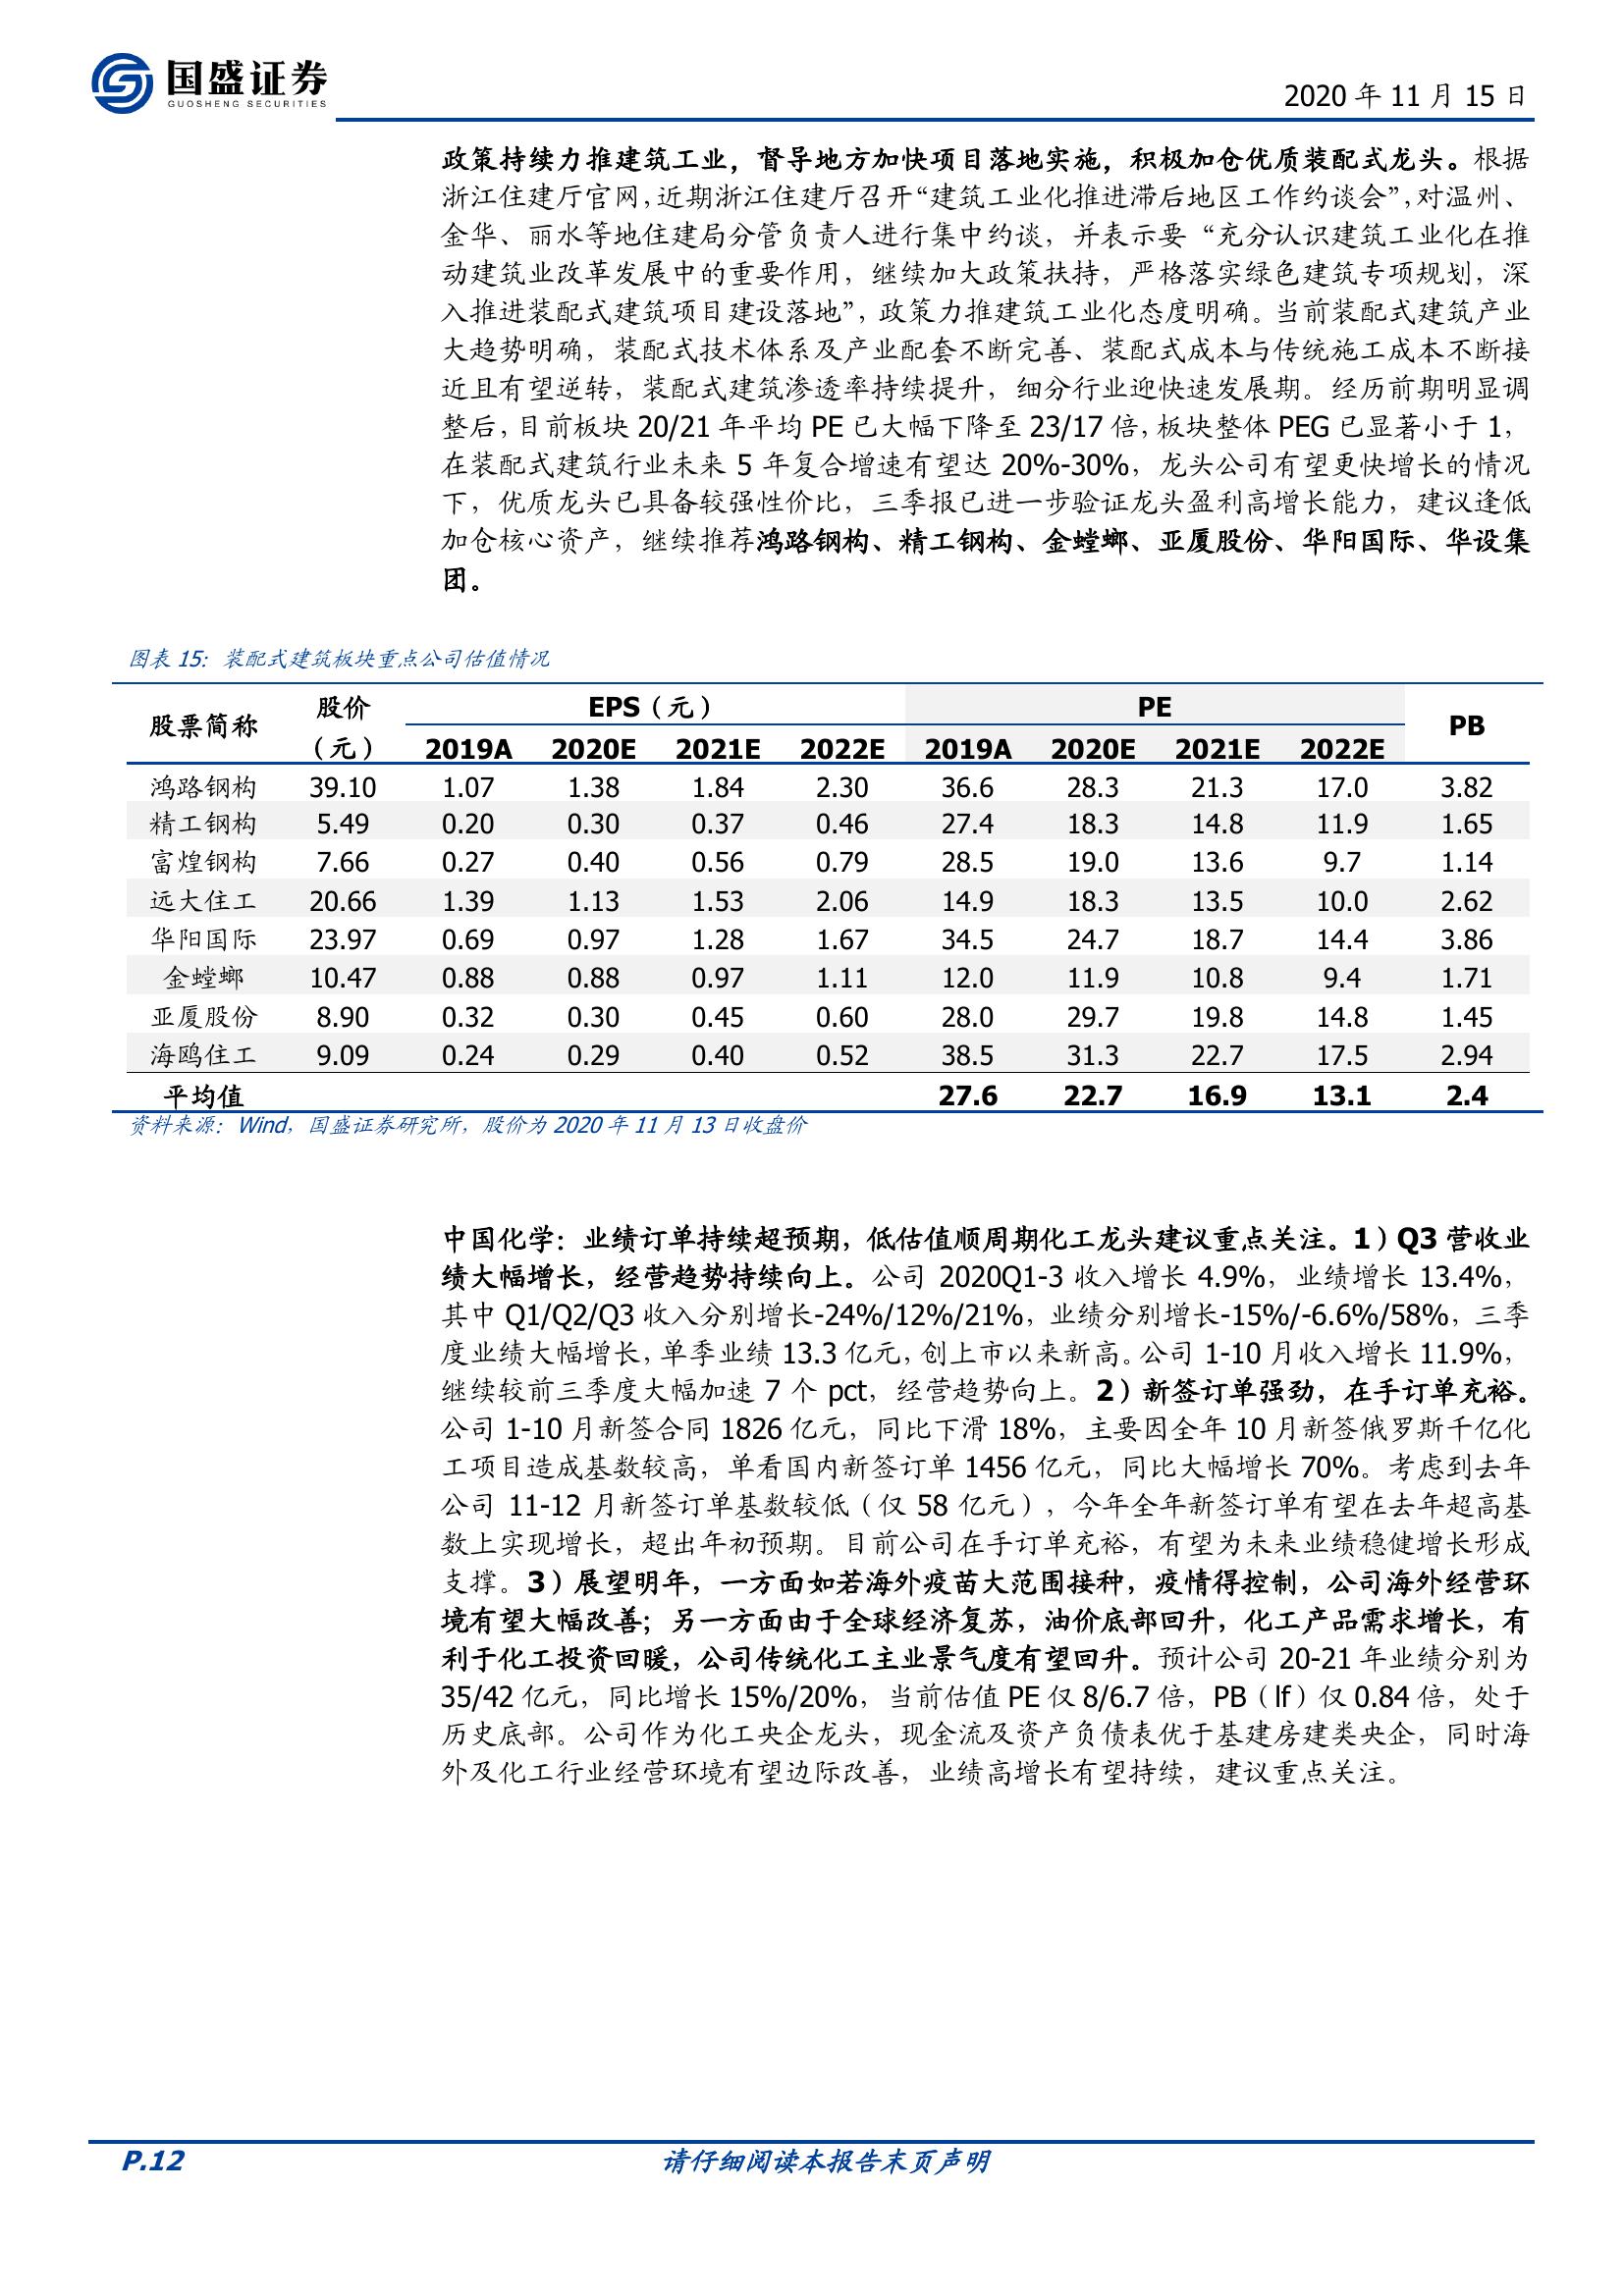 国盛证券
GUOSHENG SECURITIES
2020 年 11 月 15 日
政策持续力推建筑工业，督导地方加快项目落地实施，积极加仓优质装配式龙头。根据
浙江住建厅官网，近期浙江住建厅召开“建筑工业化推进滞后地区工作约谈会”，对温州、
金华、丽水等地住建局分管负责人进行集中约谈，并表示要“充分认识建筑工业化在推
动建筑业改革发展中的重要作用，继续加大政策扶持，严格落实绿色建筑专项规划，深
入推进装配式建筑项目建设落地”，政策力推建筑工业化态度明确。当前装配式建筑产业
大趋势明确，装配式技术体系及产业配套不断完善、装配式成本与传统施工成本不断接
近且有望逆转，装配式建筑渗透率持续提升，细分行业迎快速发展期。经历前期明显调
整后，目前板块 20/21 年平均 PE 已大幅下降至 23/17 倍，板块整体 PEG 已显著小于 1，
在装配式建筑行业未来 5 年复合增速有望达 20%-30%，龙头公司有望更快增长的情况
下，优质龙头已具备较强性价比，三季报已进一步验证龙头盈利高增长能力，建议逢低
加仓核心资产，继续推荐鸿路钢构、精工钢构、金螳螂、亚厦股份、华阳国际、华设集
团。
图表 15：装配式建筑板块重点公司估值情况
股票简称 股价（元） EPS（元） PE PB
2019A 2020E 2021E 2022E 2019A 2020E 2021E 2022E
鸿路钢构 39.10 1.07 1.38 1.84 2.30 36.6 28.3 21.3 17.0 3.82
精工钢构 5.49 0.20 0.30 0.37 0.46 27.4 18.3 14.8 11.9 1.65
富煌钢构 7.66 0.27 0.40 0.56 0.79 28.5 19.0 13.6 9.7 1.14
远大住工 20.66 1.39 1.13 1.53 2.06 14.9 18.3 13.5 10.0 2.62
华阳国际 23.97 0.69 0.97 1.28 1.67 34.5 24.7 18.7 14.4 3.86
金螳螂 10.47 0.88 0.88 0.97 1.11 12.0 11.9 10.8 9.4 1.71
亚厦股份 8.90 0.32 0.30 0.45 0.60 28.0 29.7 19.8 14.8 1.45
海鸥住工 9.09 0.24 0.29 0.40 0.52 38.5 31.3 22.7 17.5 2.94
平均值 27.6 22.7 16.9 13.1 2.4
资料来源：Wind，国盛证券研究所，股价为 2020 年 11 月 13 日收盘价
中国化学：业绩订单持续超预期，低估值顺周期化工龙头建议重点关注。1）Q3 营收业
绩大幅增长，经营趋势持续向上。公司 2020Q1-3 收入增长 4.9%，业绩增长 13.4%，
其中 Q1/Q2/Q3 收入分别增长-24%/12%/21%，业绩分别增长-15%/-6.6%/58%，三季
度业绩大幅增长，单季业绩 13.3 亿元，创上市以来新高。公司 1-10 月收入增长 11.9%，
继续较前三季度大幅加速 7 个 pct，经营趋势向上。2）新签订单强劲，在手订单充裕。
公司 1-10 月新签合同 1826 亿元，同比下滑 18%，主要因全年 10 月新签俄罗斯千亿化
工项目造成基数较高，单看国内新签订单 1456 亿元，同比大幅增长 70%。考虑到去年
公司 11-12 月新签订单基数较低（仅 58 亿元），今年全年新签订单有望在去年超高基
数上实现增长，超出年初预期。目前公司在手订单充裕，有望为未来业绩稳健增长形成
支撑。3）展望明年，一方面如若海外疫苗大范围接种，疫情得控制，公司海外经营环
境有望大幅改善；另一方面由于全球经济复苏，油价底部回升，化工产品需求增长，有
利于化工投资回暖，公司传统化工主业景气度有望回升。预计公司 20-21 年业绩分别为
35/42 亿元，同比增长 15%/20%，当前估值 PE 仅 8/6.7 倍，PB（lf）仅 0.84 倍，处于
历史底部。公司作为化工央企龙头，现金流及资产负债表优于基建房建类央企，同时海
外及化工行业经营环境有望边际改善，业绩高增长有望持续，建议重点关注。
P.12 请仔细阅读本报告末页声明